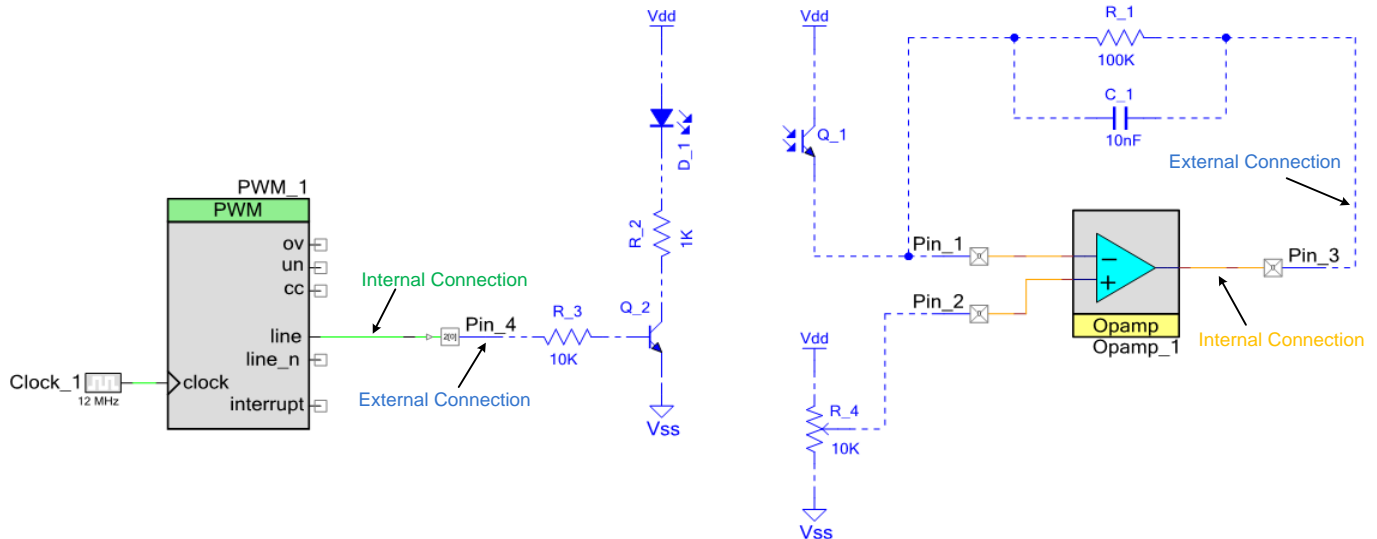 PWM_1
PWM
ov
un
cc
line
line_n
clock
interrupt
Clock_1
12 MHz
Internal Connection
2[0]
Pin_4
External Connection
R_3
10K
Vdd
D_1
R_2
1K
Q_2
Vss
Vdd
Q_1
R_1
100K
C_1
10nF
External Connection
Pin_1
Pin_2
Pin_3
Opamp
Opamp_1
Internal Connection
Vdd
R_4
10K
Vss